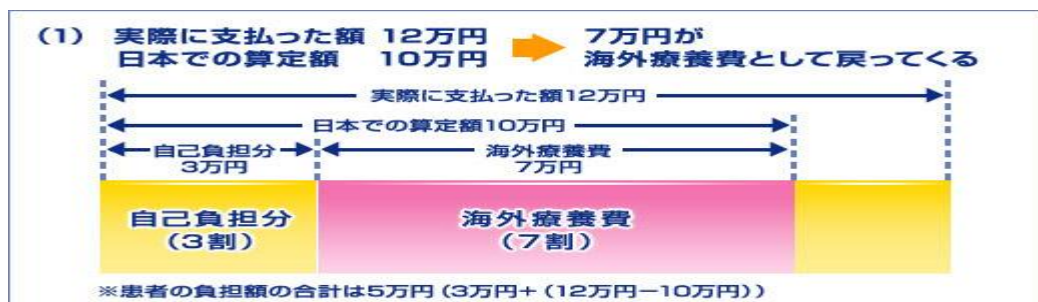 (1) 実際に支払った額 12万円 7万円が
日本での算定額 10万円 海外療養費として戻ってくる
実際に支払った額12万円
日本での算定額10万円
自己負担分 海外療養費
3万円 7万円
自己負担分 海外療養費
(3割) (7割)
※患者の負担額の合計は5万円(3万円+(12万円−10万円))